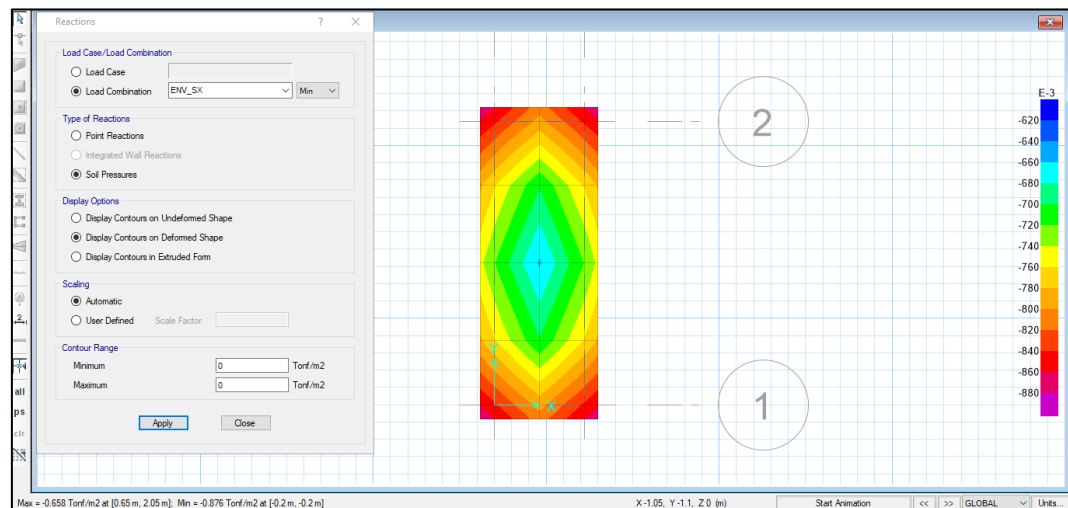 Reactions ? ×
Load Case/Load Combination
Load Case
Load Combination ENV_SX Min
Type of Reactions
Point Reactions
Integrated Wall Reactions
Soil Pressures
Display Options
Display Contours on Undeformed Shape
Display Contours on Deformed Shape
Display Contours in Extruded Form
Scaling
Automatic
User Defined Scale Factor
Contour Range
Minimum 0 Tonf/m2
Maximum 0 Tonf/m2
Apply Close
2
all
ps
clr
2
1
Y
X
E-3
-620
-640
-660
-680
-700
-720
-740
-760
-780
-800
-820
-840
-860
-880
Max = -0.658 Tonf/m2 at [0.65 m, 2.05 m]; Min = -0.876 Tonf/m2 at [-0.2 m, -0.2 m] X -1.05, Y -1.1, Z 0 (m) Start Animation << >> GLOBAL Units...